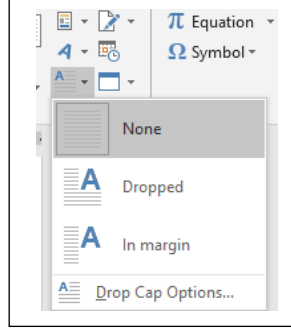 π Equation
Ω Symbol
None
Dropped
In margin
Drop Cap Options...